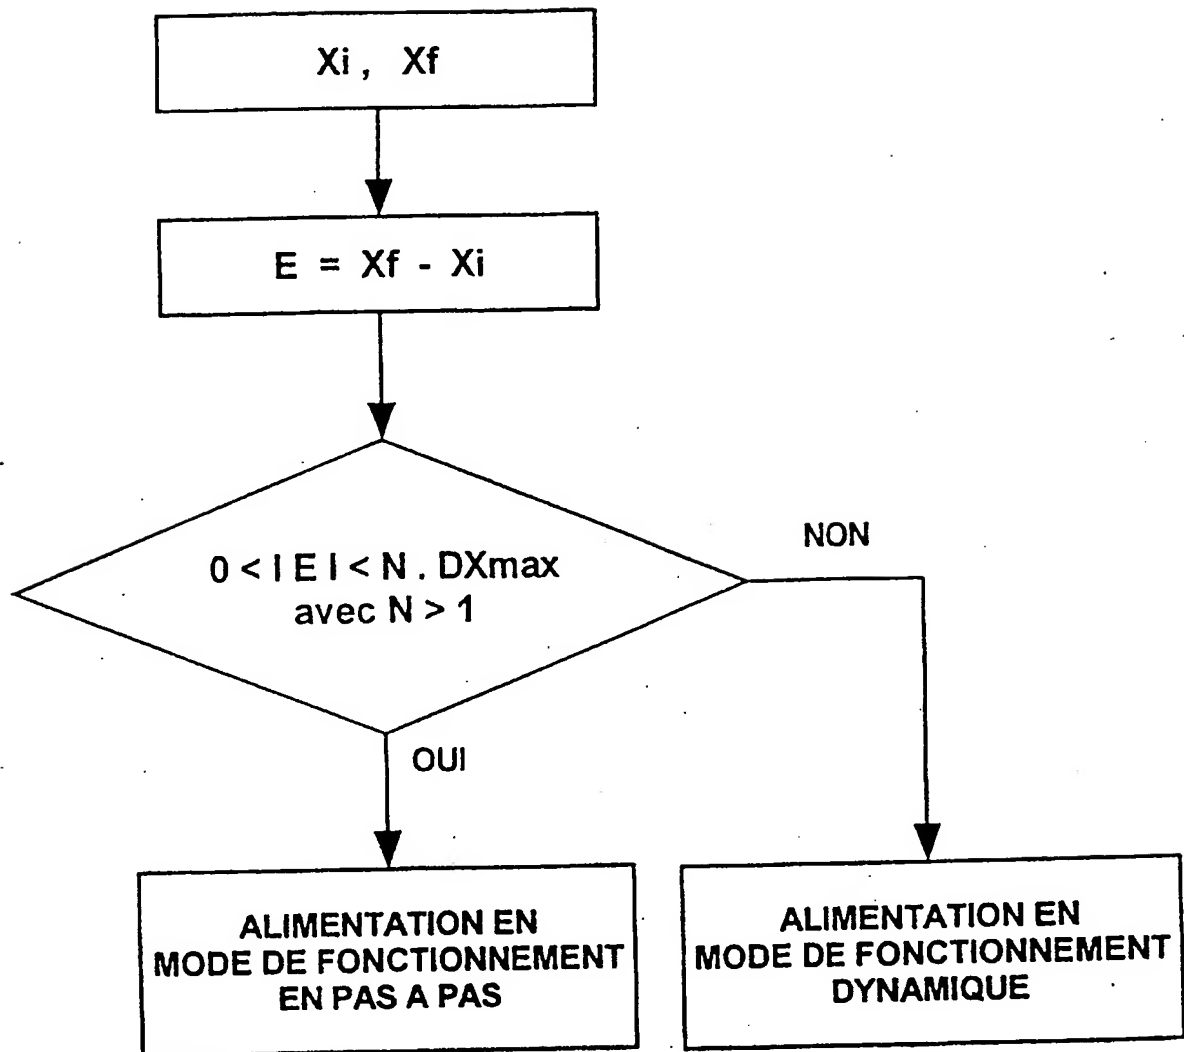 Xi , Xf
E = Xf - Xi
0 < I E I < N . DXmax
avec N > 1
NON
OUI
ALIMENTATION EN
MODE DE FONCTIONNEMENT
EN PAS A PAS
ALIMENTATION EN
MODE DE FONCTIONNEMENT
DYNAMIQUE